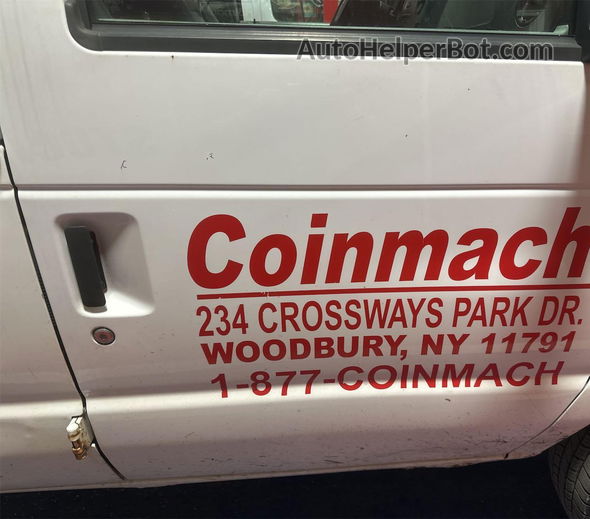 AutoHelperBot.com
Coinmach
234 CROSSWAYS PARK DR.
WOODBURY, NY 11791
1-877-COINMACH